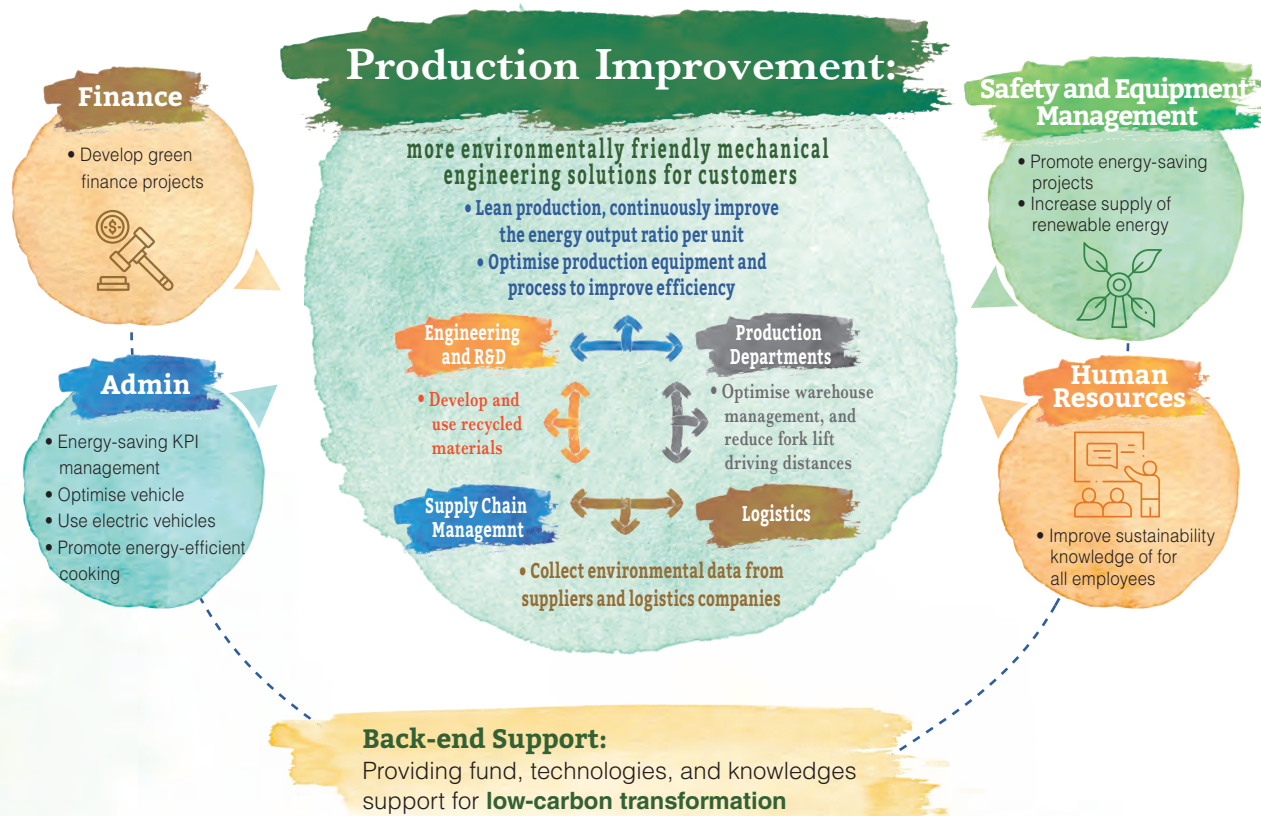 Production Improvement:
more environmentally friendly mechanical
engineering solutions for customers
• Lean production, continuously improve
the energy output ratio per unit
• Optimise production equipment and
process to improve efficiency
Engineering
and R&D
• Develop and
use recycled
materials
Production
Departments
• Optimise warehouse
management, and
reduce fork lift
driving distances
Supply Chain
Managemnt
Logistics
• Collect environmental data from
suppliers and logistics companies
Finance
• Develop green
finance projects
-$-
Admin
• Energy-saving KPI
management
• Optimise vehicle
• Use electric vehicles
• Promote energy-efficient
cooking
Safety and Equipment
Management
• Promote energy-saving
projects
• Increase supply of
renewable energy
Human
Resources
• Improve sustainability
knowledge of for
all employees
Back-end Support:
Providing fund, technologies, and knowledges
support for low-carbon transformation